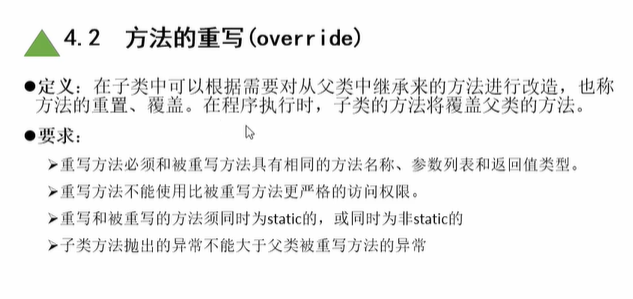 4.2 方法的重写(override)
●定义：在子类中可以根据需要对从父类中继承来的方法进行改造，也称
方法的重置、覆盖。在程序执行时，子类的方法将覆盖父类的方法。
●要求：
➢重写方法必须和被重写方法具有相同的方法名称、参数列表和返回值类型。
➢重写方法不能使用比被重写方法更严格的访问权限。
➢重写和被重写的方法须同时为static的，或同时为非static的
➢子类方法抛出的异常不能大于父类被重写方法的异常